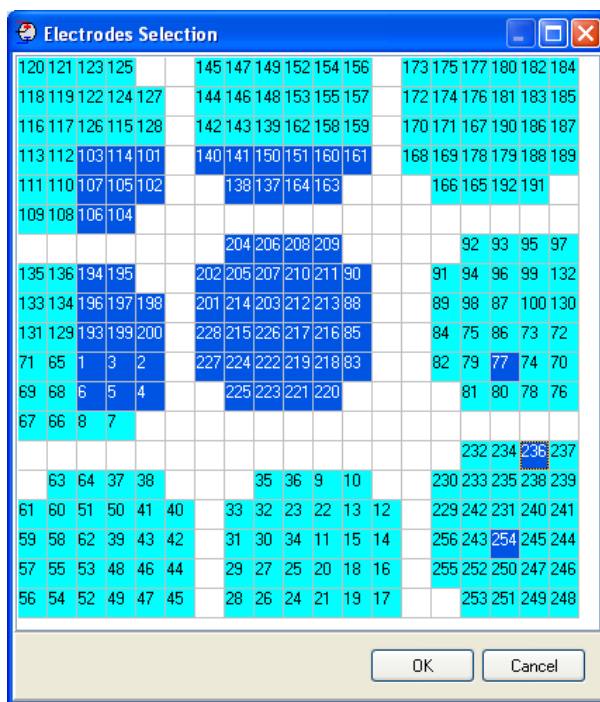 Electrodes Selection
120 121 123 125 145 147 149 152 154 156 173 175 177 180 182 184
118 119 122 124 127 144 146 148 153 155 157 172 174 176 181 183 185
116 117 126 115 128 142 143 139 162 158 159 170 171 167 190 186 187
113 112 103 114 101 140 141 150 151 160 161 168 169 178 179 188 189
111 110 107 105 102 138 137 164 163 166 165 192 191
109 108 106 104
204 206 208 209 92 93 95 97
135 136 194 195 202 205 207 210 211 90 91 94 96 99 132
133 134 196 197 198 201 214 203 212 213 88 89 98 87 100 130
131 129 193 199 200 228 215 226 217 216 85 84 75 86 73 72
71 65 1 3 2 227 224 222 219 218 83 82 79 77 74 70
69 68 6 5 4 225 223 221 220 81 80 78 76
67 66 8 7
232 234 236 237
63 64 37 38 35 36 9 10 230 233 235 238 239
61 60 51 50 41 40 33 32 23 22 13 12 229 242 231 240 241
59 58 62 39 43 42 31 30 34 11 15 14 256 243 254 245 244
57 55 53 48 46 44 29 27 25 20 18 16 255 252 250 247 246
56 54 52 49 47 45 28 26 24 21 19 17 253 251 249 248
OK Cancel